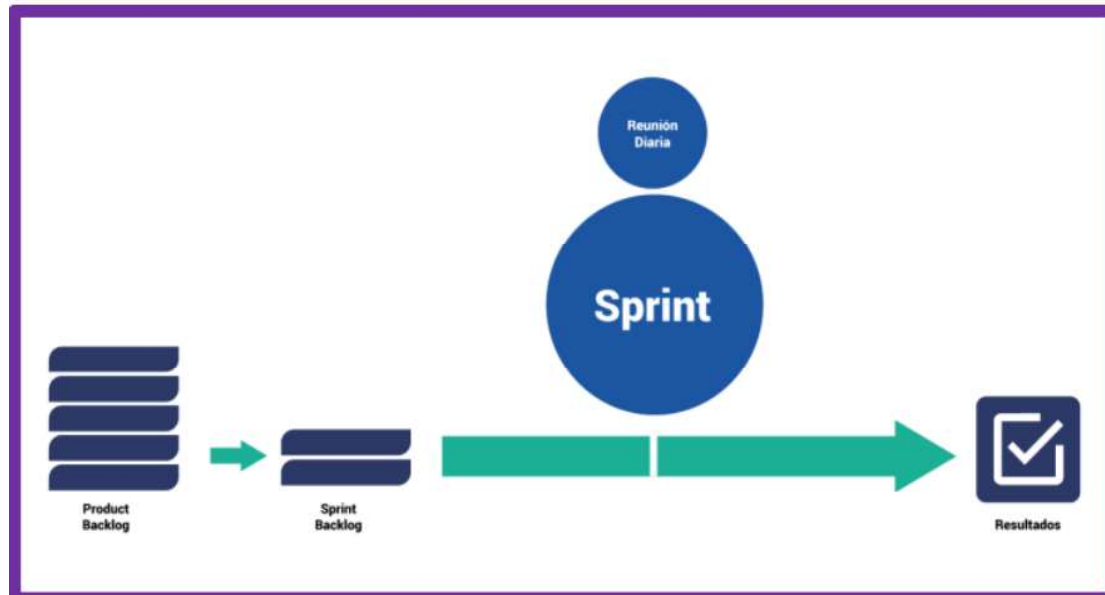 Reunión
Diaria
Sprint
Product
Backlog
Sprint
Backlog
Resultados